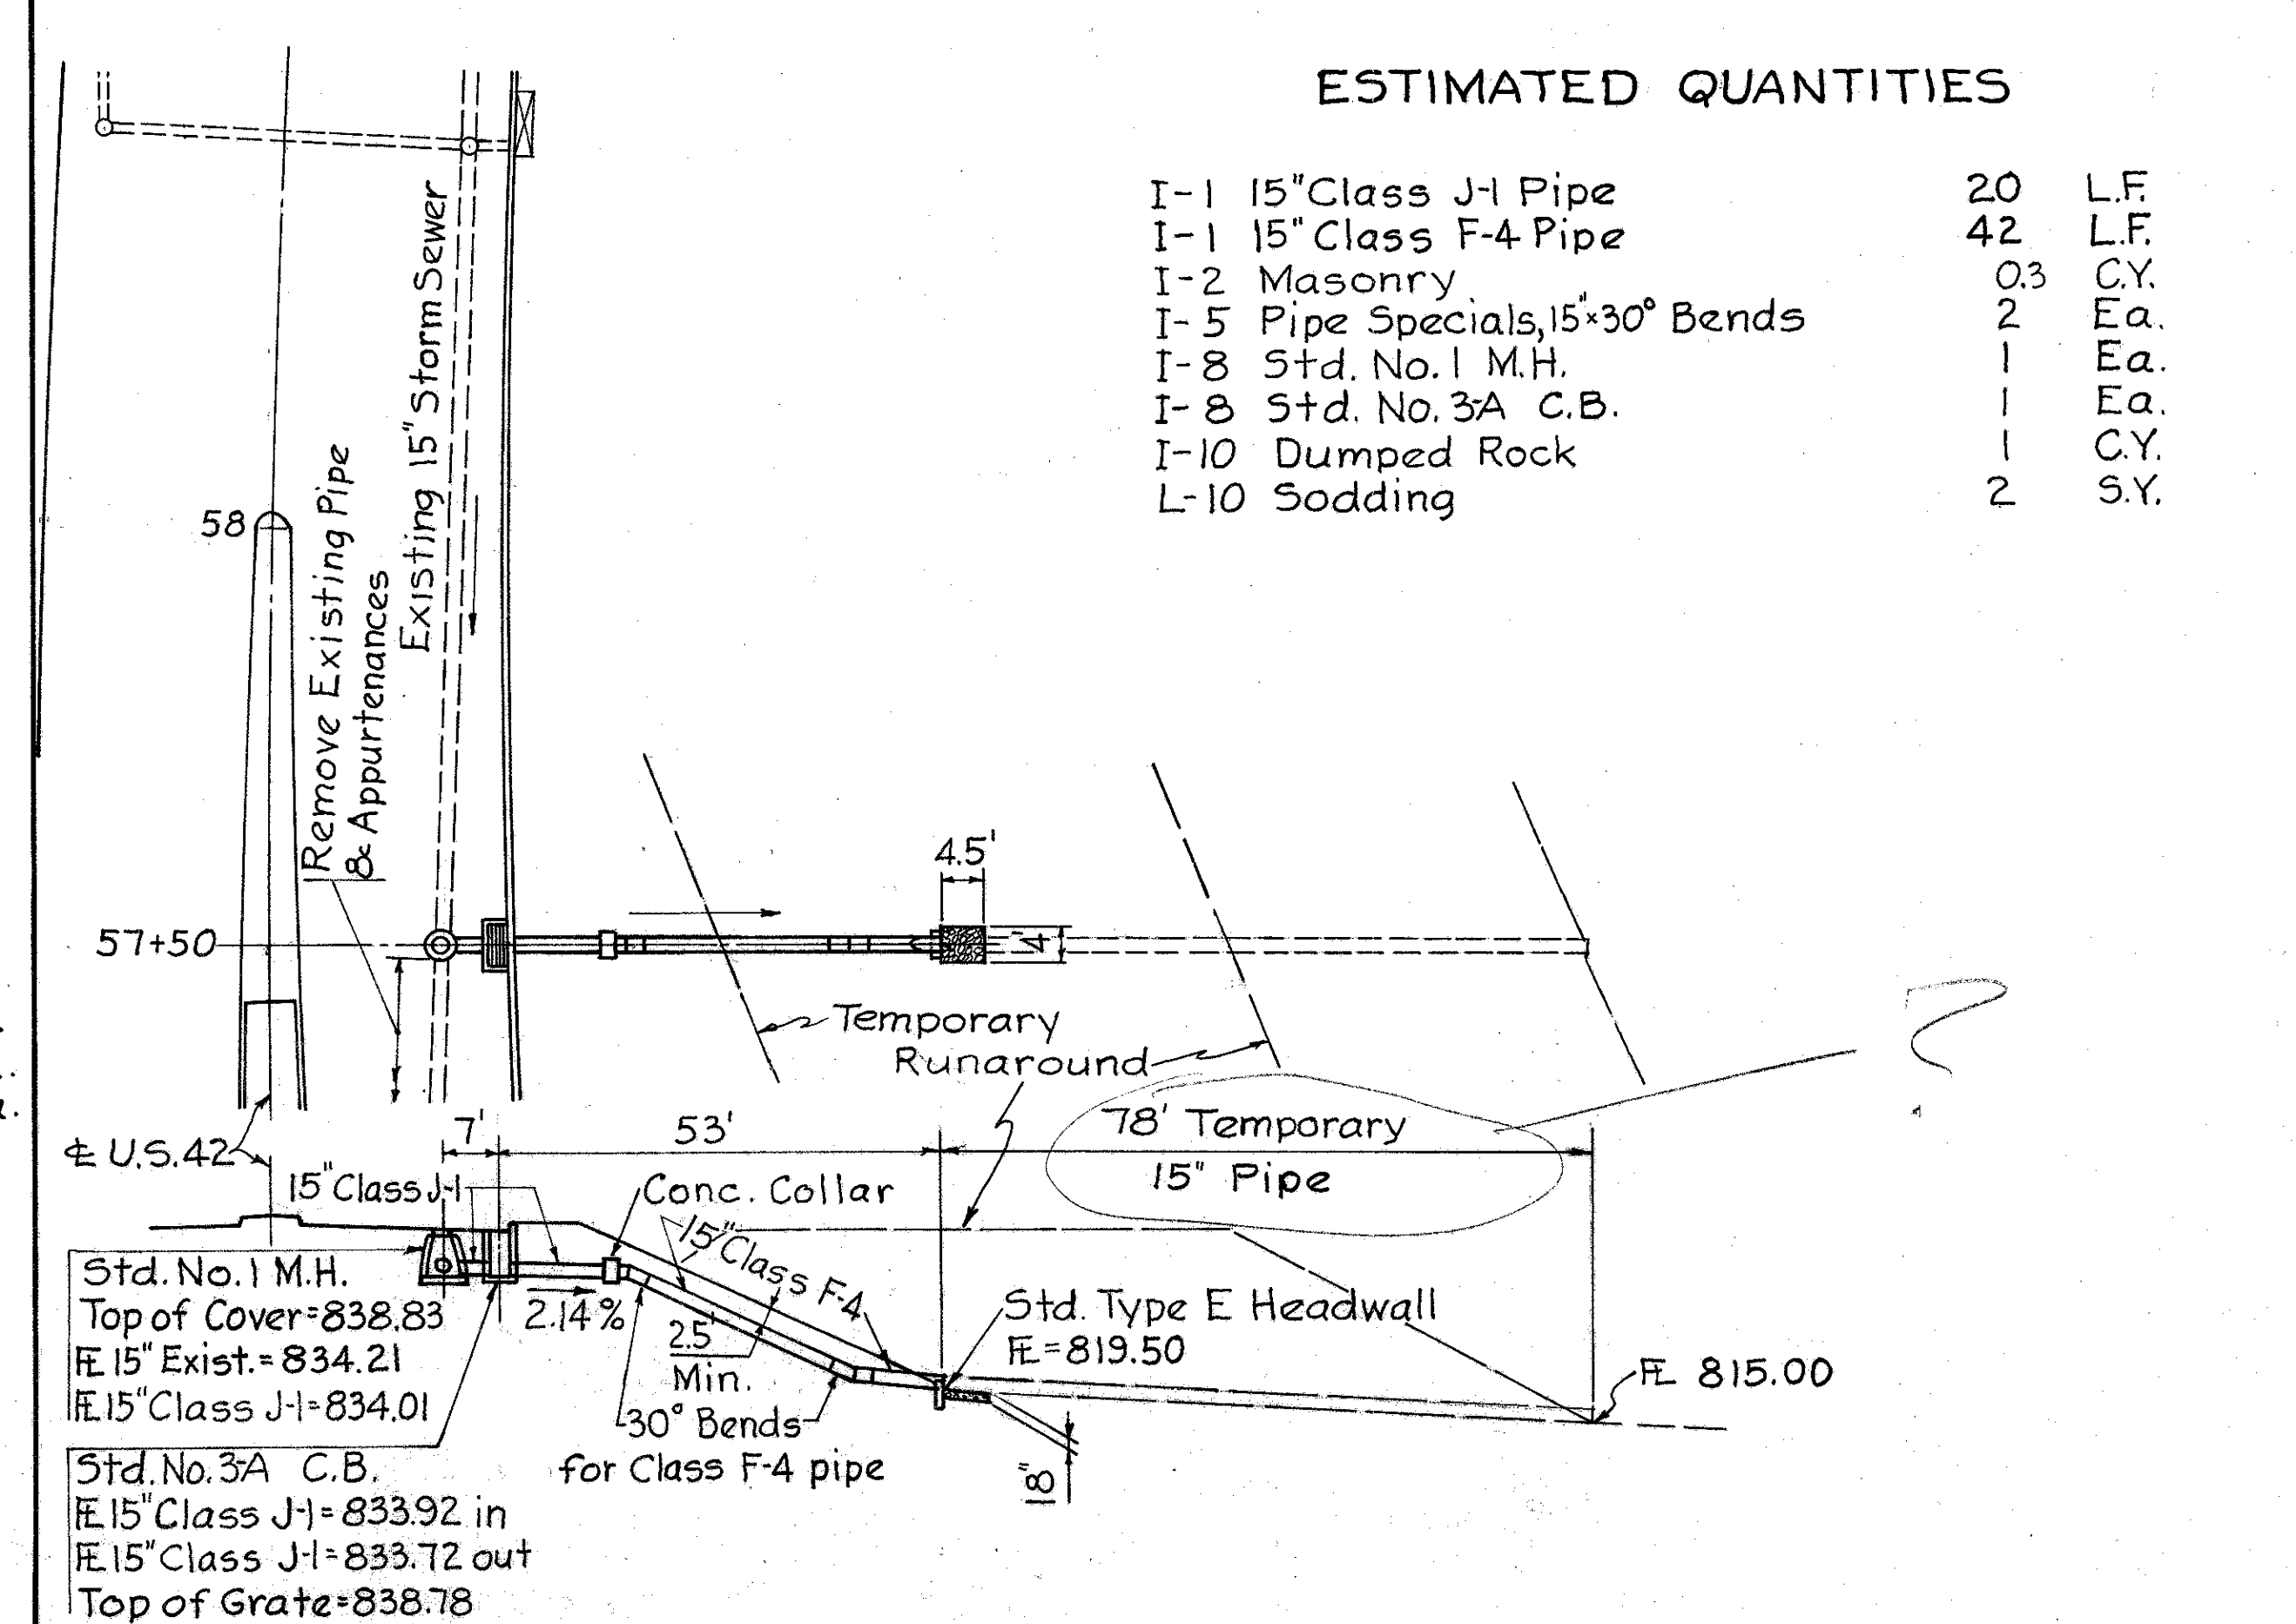 ESTIMATED QUANTITIES
I-1 15" Class J-1 Pipe 20 L.F.
I-1 15" Class F-4 Pipe 42 L.F.
I-2 Masonry 0.3 C.Y.
I-5 Pipe Specials, 15"x30° Bends 2 Ea.
I-8 Std. No. 1 M.H. 1 Ea.
I-8 Std. No. 3-A C.B. 1 Ea.
I-10 Dumped Rock 1 C.Y.
L-10 Sodding 2 S.Y.
Existing 15" Storm Sewer
Remove Existing Pipe
& Appurtenances
58
57+50
4.5'
4'
Temporary
Runaround
℄ U.S. 42
7'
53'
78' Temporary
15" Pipe
?
15" Class J-1
Conc. Collar
15" Class F-4
2.14%
2.5'
Min.
30° Bends
for Class F-4 pipe
Std. Type E Headwall
FL=819.50
FL 815.00
18"
Std. No. 1 M.H.
Top of Cover=838.83
FL 15" Exist.=834.21
FL 15" Class J-1=834.01
Std. No. 3-A C.B.
FL 15" Class J-1=833.92 in
FL 15" Class J-1=833.72 out
Top of Grate=838.78